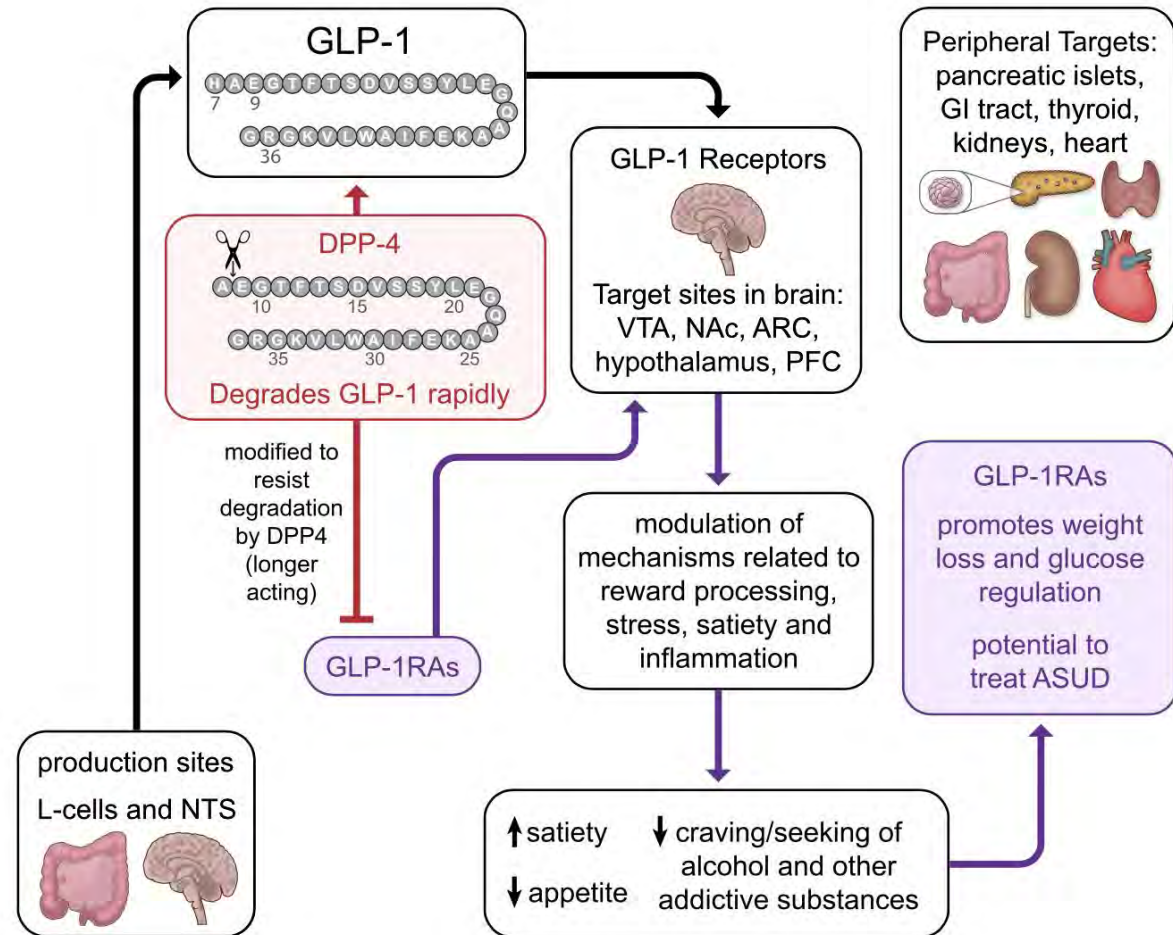 GLP-1
H A E G T F T S D V S S Y L E G Q A A K E F I A W L V K G R G
7 9
36
DPP-4
A E G T F T S D V S S Y L E G Q A A K E F I A W L V K G R G
10 15 20
35 30 25
Degrades GLP-1 rapidly
modified to
resist
degradation
by DPP4
(longer
acting)
GLP-1RAs
production sites
L-cells and NTS
GLP-1 Receptors
Target sites in brain:
VTA, NAc, ARC,
hypothalamus, PFC
modulation of
mechanisms related to
reward processing,
stress, satiety and
inflammation
↑ satiety
↓ appetite
↓ craving/seeking of
alcohol and other
addictive substances
Peripheral Targets:
pancreatic islets,
GI tract, thyroid,
kidneys, heart
GLP-1RAs
promotes weight
loss and glucose
regulation
potential to
treat ASUD